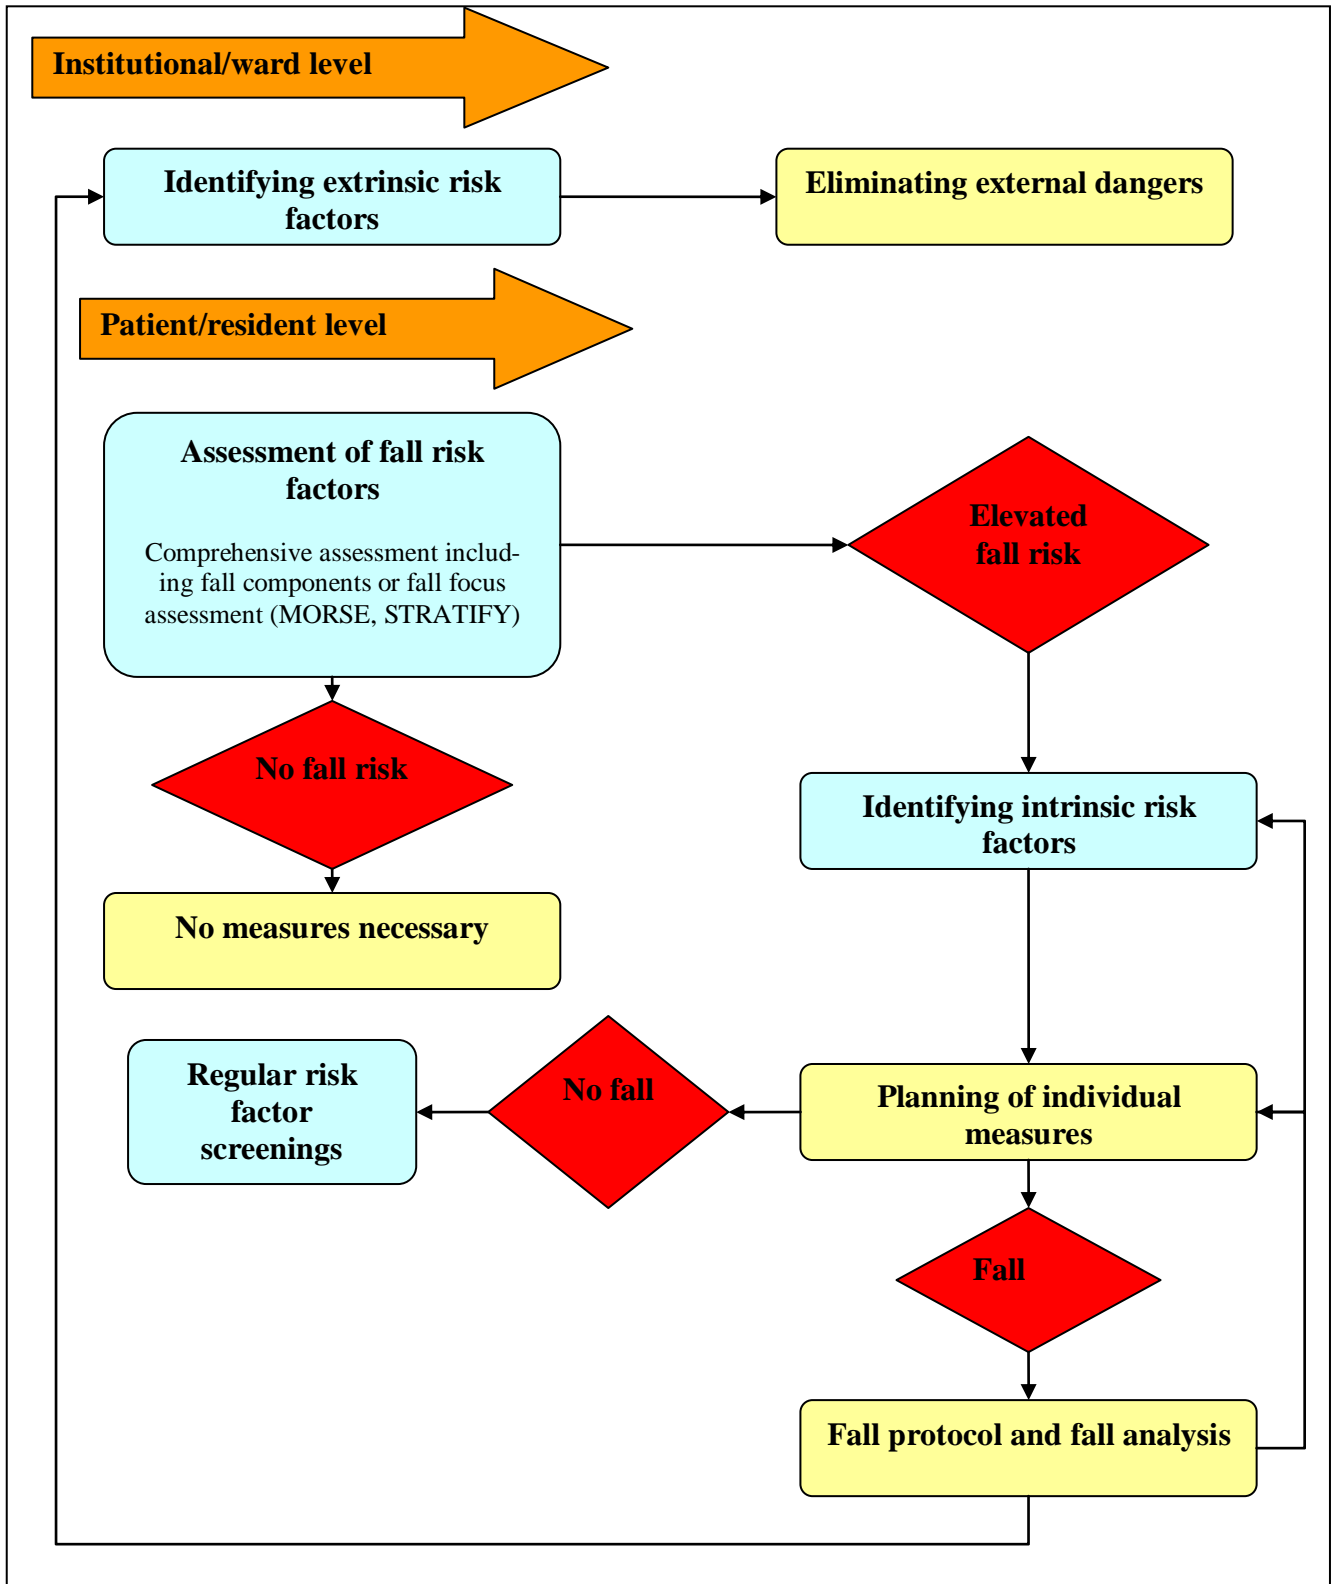 Institutional/ward level
Identifying extrinsic risk
factors
Eliminating external dangers
Patient/resident level
Assessment of fall risk
factors
Comprehensive assessment includ-
ing fall components or fall focus
assessment (MORSE, STRATIFY)
Elevated
fall risk
No fall risk
Identifying intrinsic risk
factors
No measures necessary
Regular risk
factor
screenings
No fall
Planning of individual
measures
Fall
Fall protocol and fall analysis